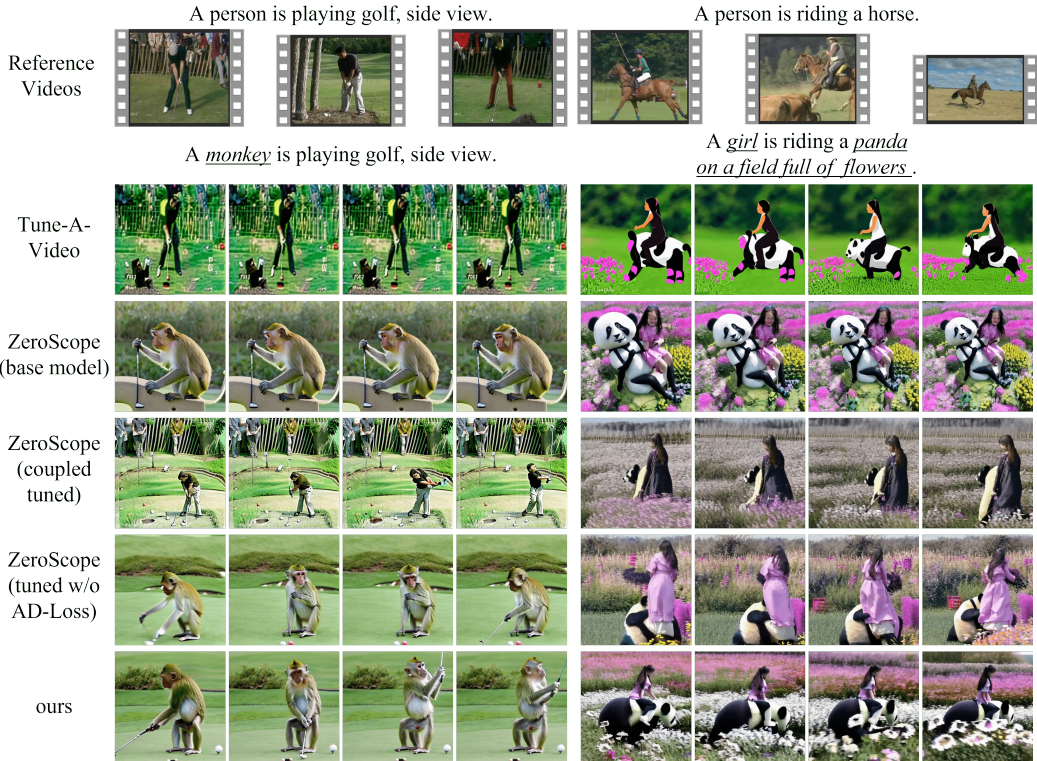 A person is playing golf, side view.
A person is riding a horse.
Reference
Videos
A monkey is playing golf, side view.
A girl is riding a panda
on a field full of flowers .
Tune-A-
Video
ZeroScope
(base model)
ZeroScope
(coupled
tuned)
ZeroScope
(tuned w/o
AD-Loss)
ours